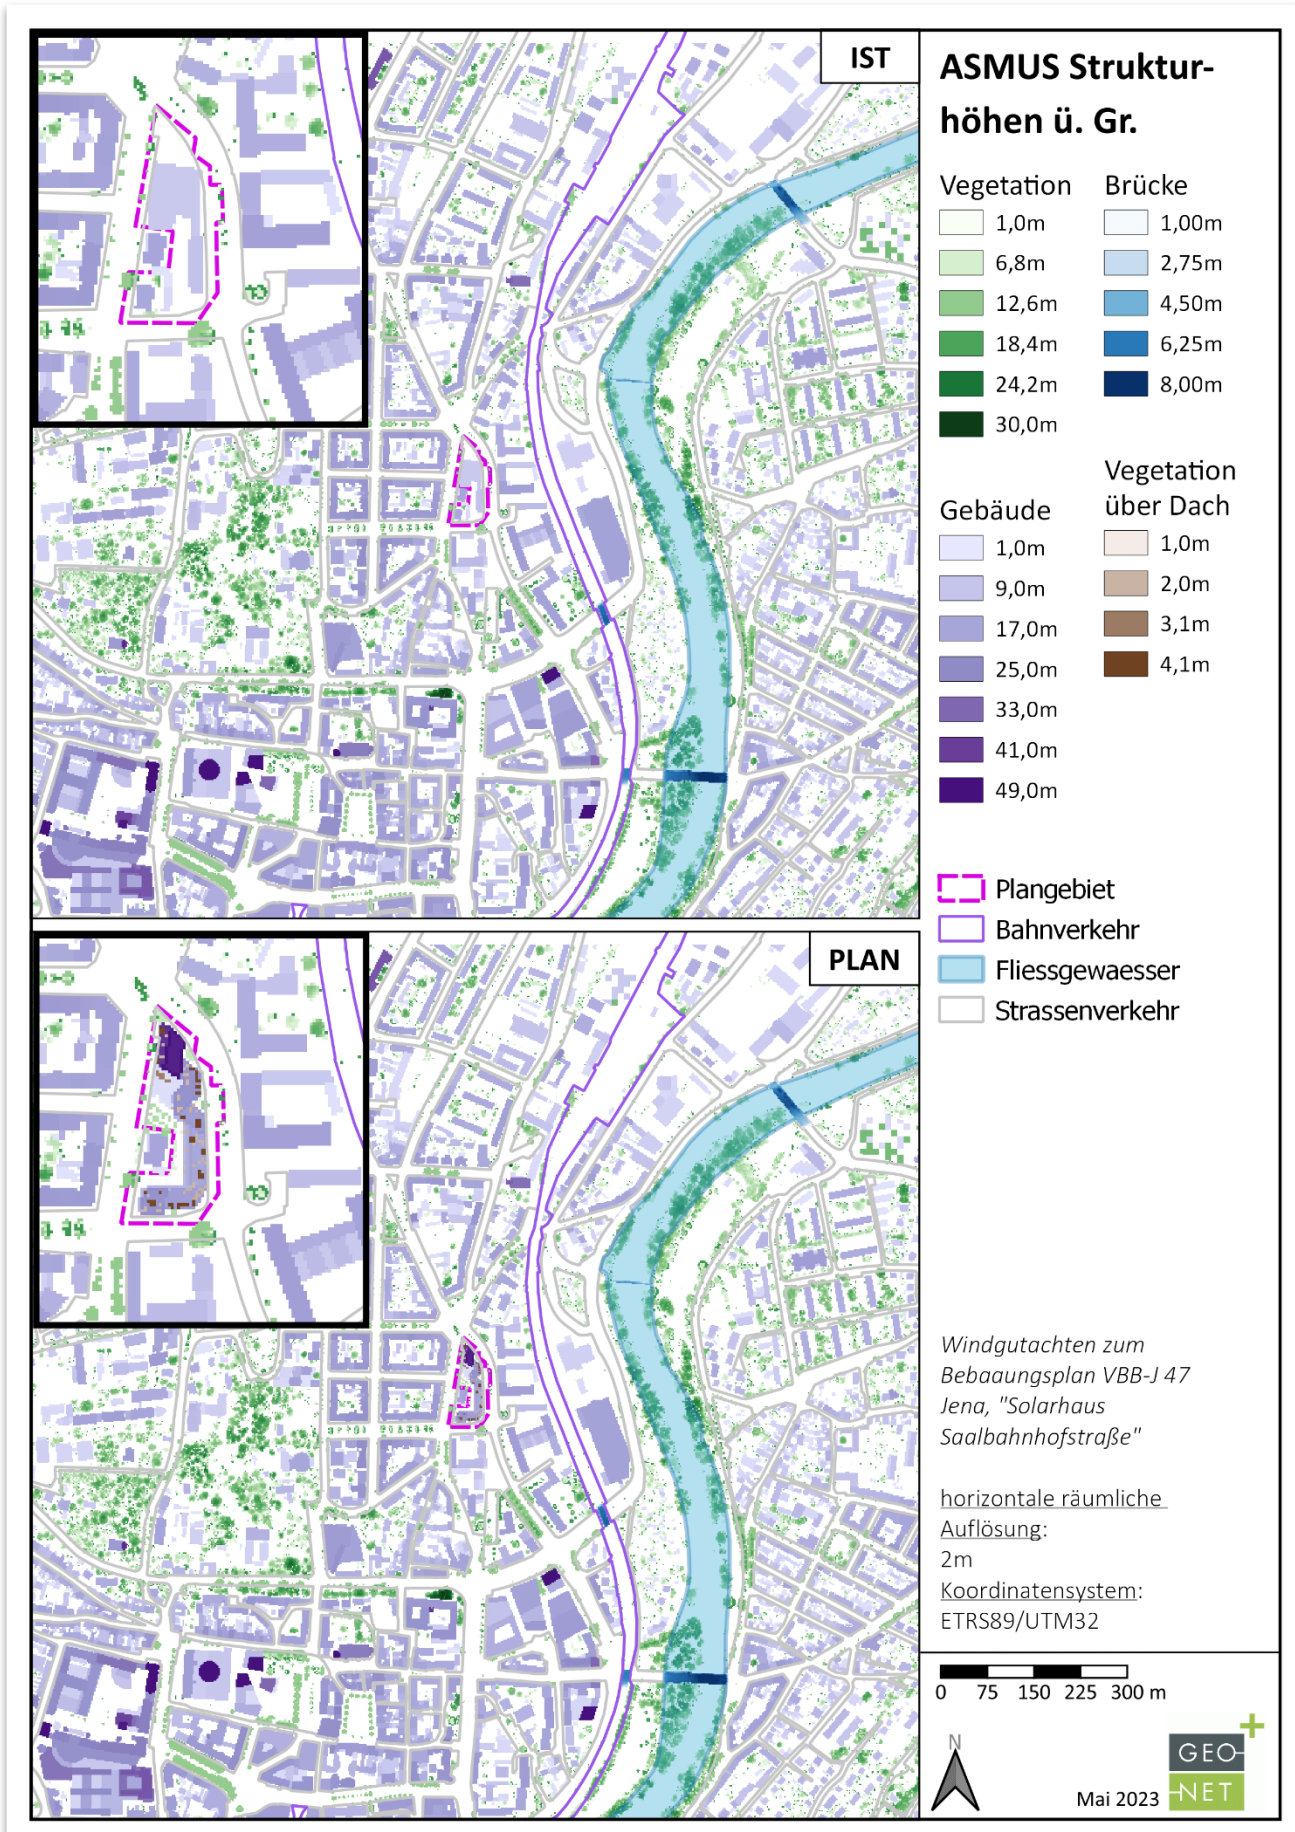 IST
ASMUS Struktur-
höhen ü. Gr.
Vegetation
1,0m
6,8m
12,6m
18,4m
24,2m
30,0m
Brücke
1,00m
2,75m
4,50m
6,25m
8,00m
Gebäude
1,0m
9,0m
17,0m
25,0m
33,0m
41,0m
49,0m
Vegetation
über Dach
1,0m
2,0m
3,1m
4,1m
Plangebiet
Bahnverkehr
Fliessgewaesser
Strassenverkehr
PLAN
Windgutachten zum
Bebaaungsplan VBB-J 47
Jena, "Solarhaus
Saalbahnhofstraße"
horizontale räumliche
Auflösung:
2m
Koordinatensystem:
ETRS89/UTM32
0 75 150 225 300 m
N
Mai 2023
GEO
NET